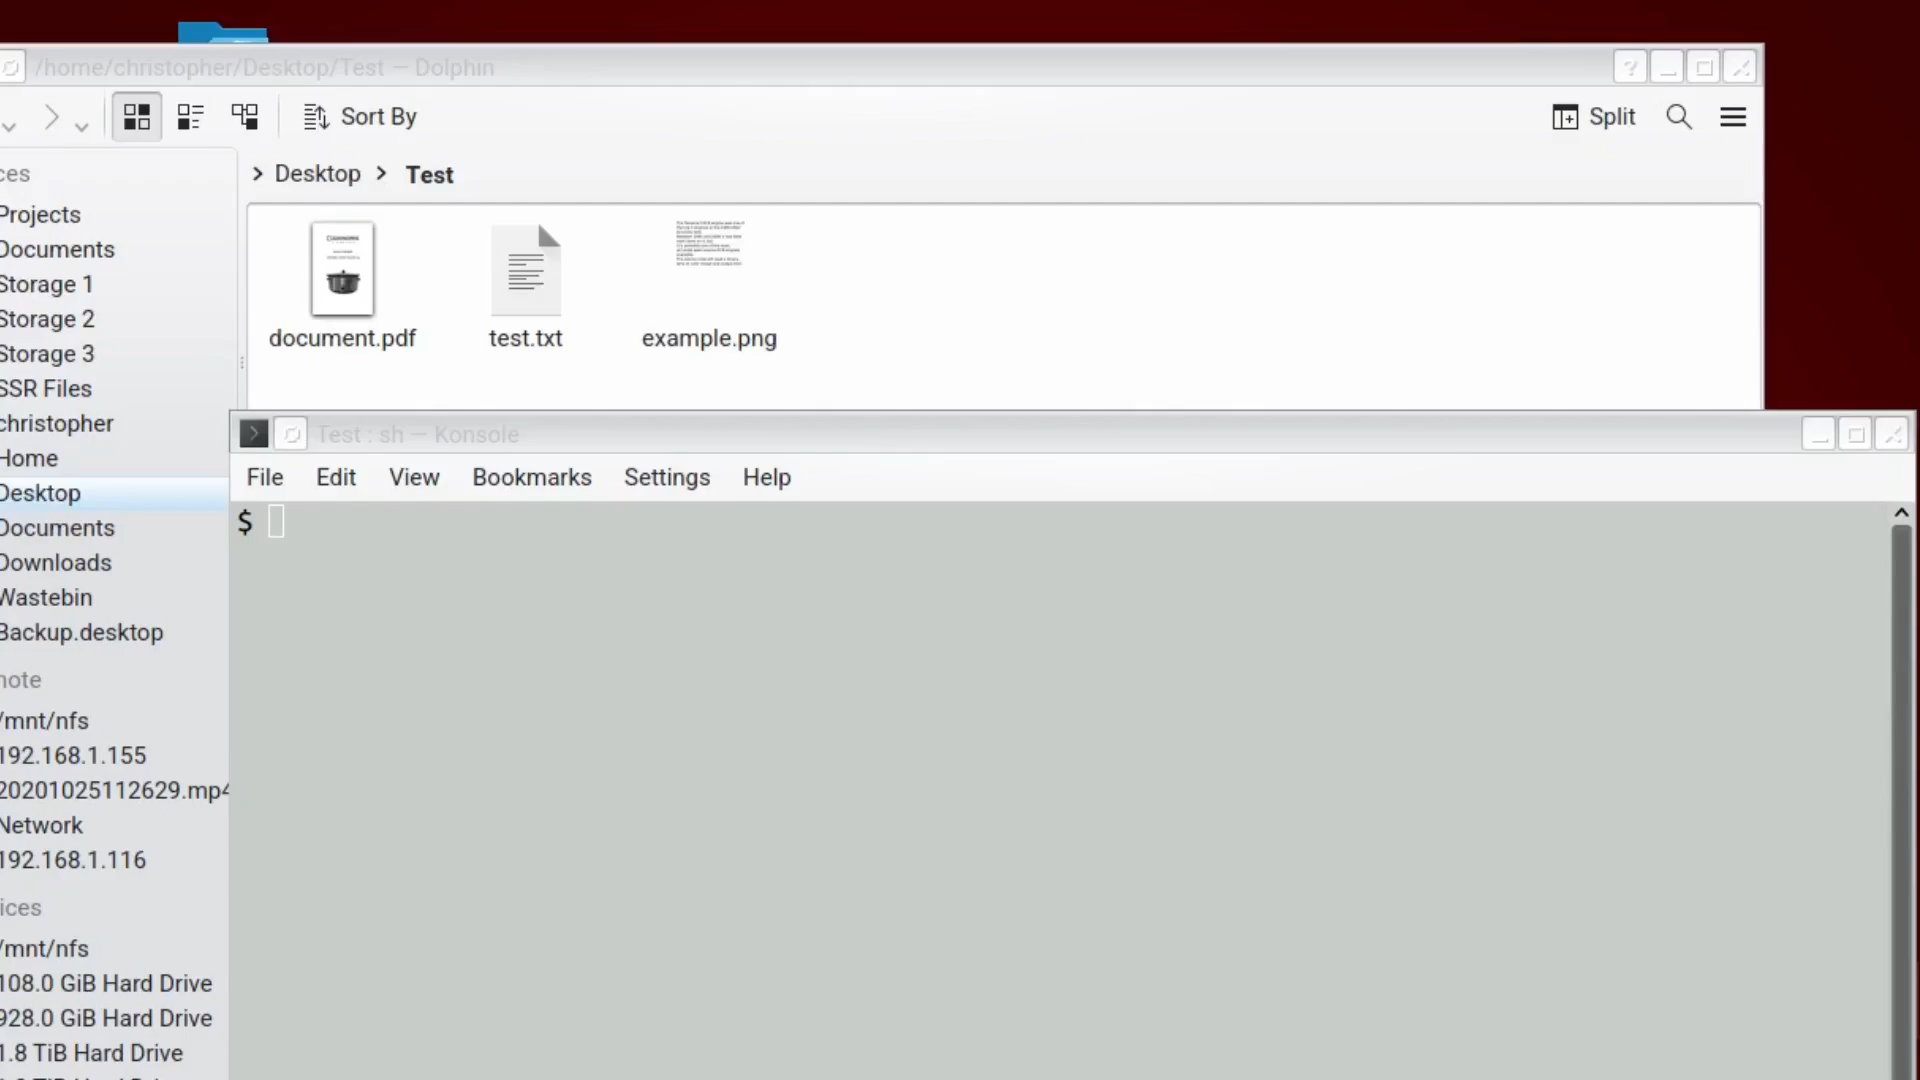 /home/christopher/Desktop/Test — Dolphin
Sort By
Split
ces
Desktop > Test
Projects
Documents
Storage 1
Storage 2
Storage 3
SSR Files
christopher
Home
Desktop
Documents
Downloads
Wastebin
Backup.desktop
note
/mnt/nfs
192.168.1.155
20201025112629.mp4
Network
192.168.1.116
ices
/mnt/nfs
108.0 GiB Hard Drive
928.0 GiB Hard Drive
1.8 TiB Hard Drive
document.pdf
test.txt
example.png
Test : sh — Konsole
File Edit View Bookmarks Settings Help
$